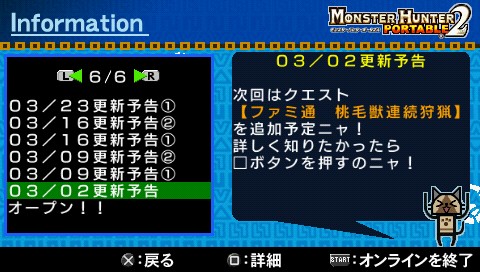 Information
MONSTER HUNTER
PORTABLE 2
L 6/6 R
03/23更新予告①
03/16更新予告②
03/16更新予告①
03/09更新予告②
03/09更新予告①
03/02更新予告
オープン！！
03/02更新予告
次回はクエスト
【ファミ通　桃毛獣連続狩猟】
を追加予定ニャ！
詳しく知りたかったら
□ボタンを押すのニャ！
×:戻る
□:詳細
START:オンラインを終了